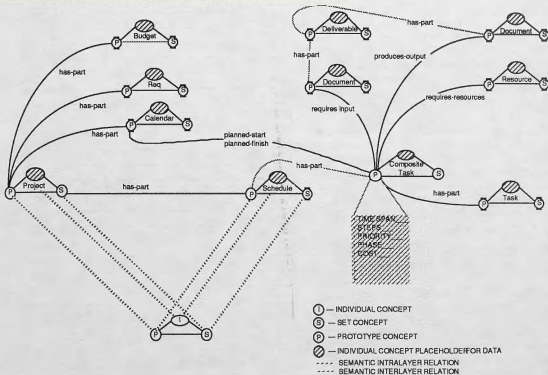 Budget
P S
has-part
Req
P S
has-part
Calendar
P S
has-part
planned-start
planned-finish
Project
P S
has-part
Schedule
P S
has-part
I
P S
Deliverable
P S
has-part
has-part
Document
P S
Document
P S
produces-output
requires input
Resource
P S
requires-resources
Composite
Task
P S
has-part
Task
P S
TIME SPAN
STEPS
PRIORITY
PHASE
COST
I — INDIVIDUAL CONCEPT
S — SET CONCEPT
P — PROTOTYPE CONCEPT
— INDIVIDUAL CONCEPT PLACEHOLDER FOR DATA
---- SEMANTIC INTRALAYER RELATION
---- SEMANTIC INTERLAYER RELATION